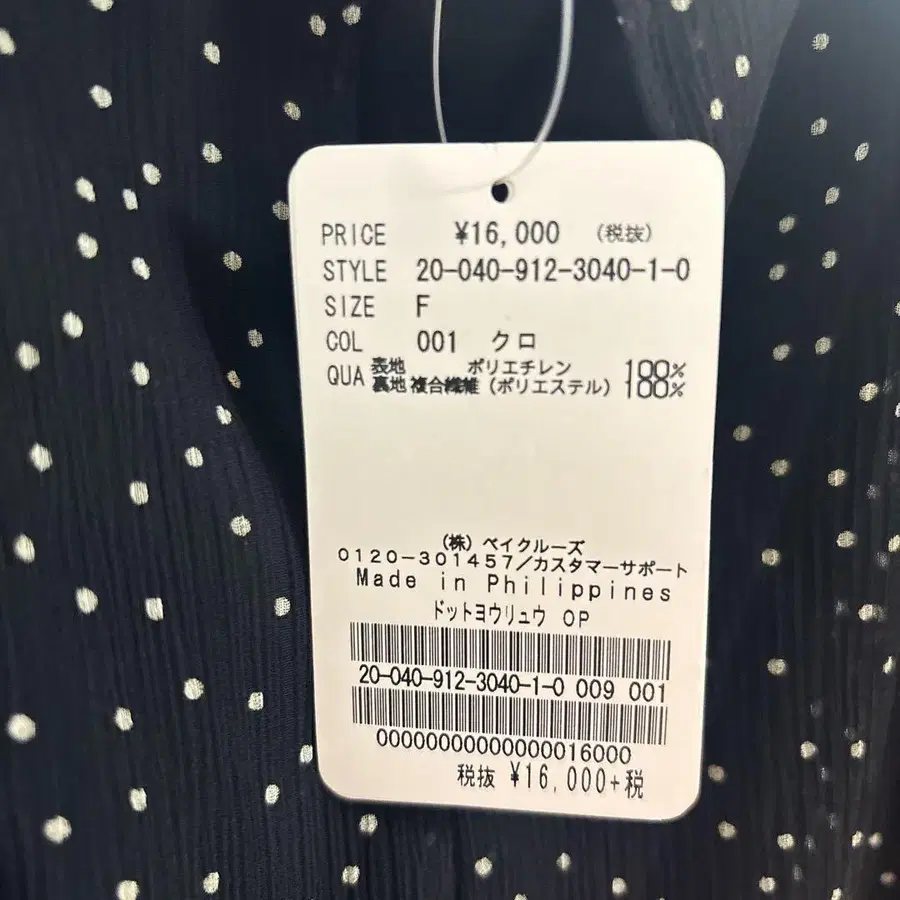 PRICE ¥16,000 (税抜)
STYLE 20-040-912-3040-1-0
SIZE F
COL 001 クロ
QUA 表地 ポリエチレン 100%
裏地 複合繊維(ポリエステル) 100%
(株)ベイクルーズ
0120-301457/カスタマーサポート
Made in Philippines
ドットヨウリュウ OP
20-040-912-3040-1-0 009 001
00000000000000016000
税抜 ¥16,000+税